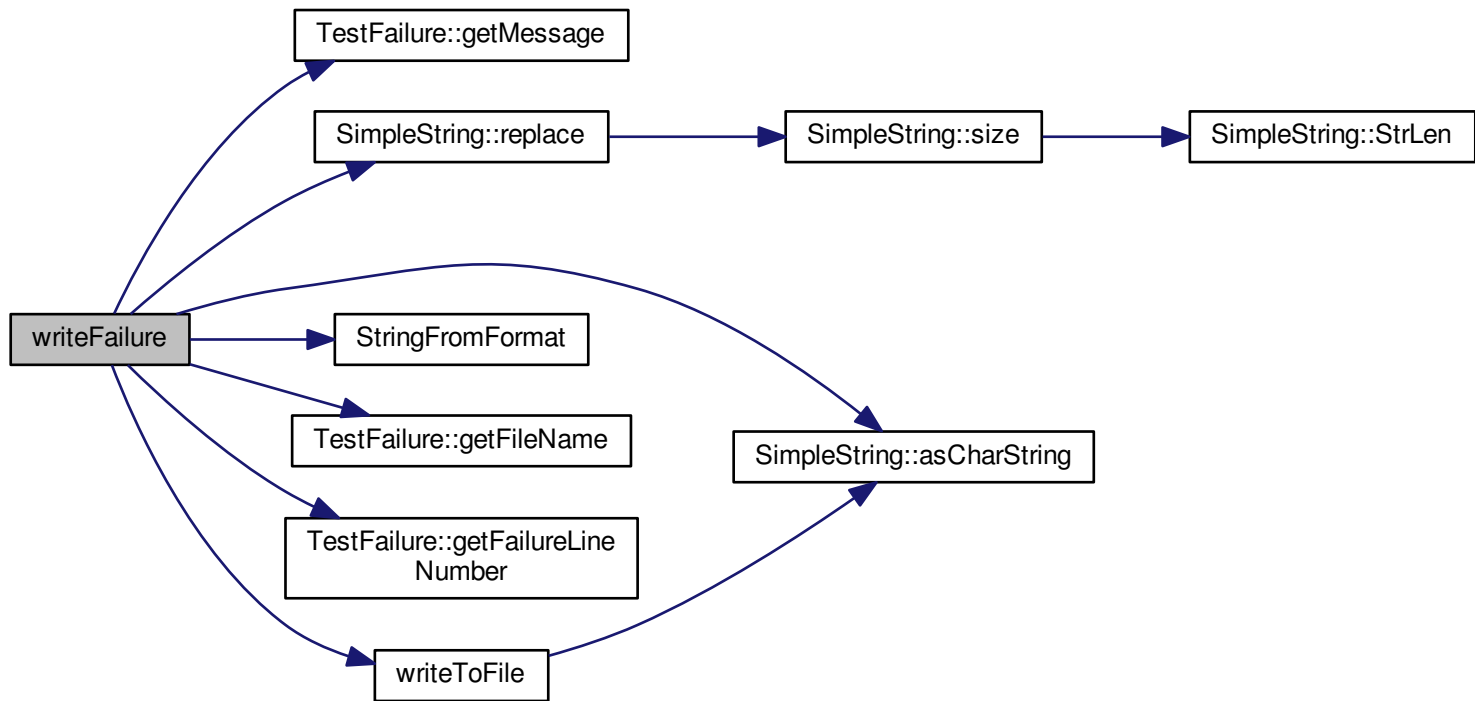 TestFailure::getMessage
SimpleString::replace
SimpleString::size
SimpleString::StrLen
writeFailure
StringFromFormat
TestFailure::getFileName
SimpleString::asCharString
TestFailure::getFailureLine
Number
writeToFile